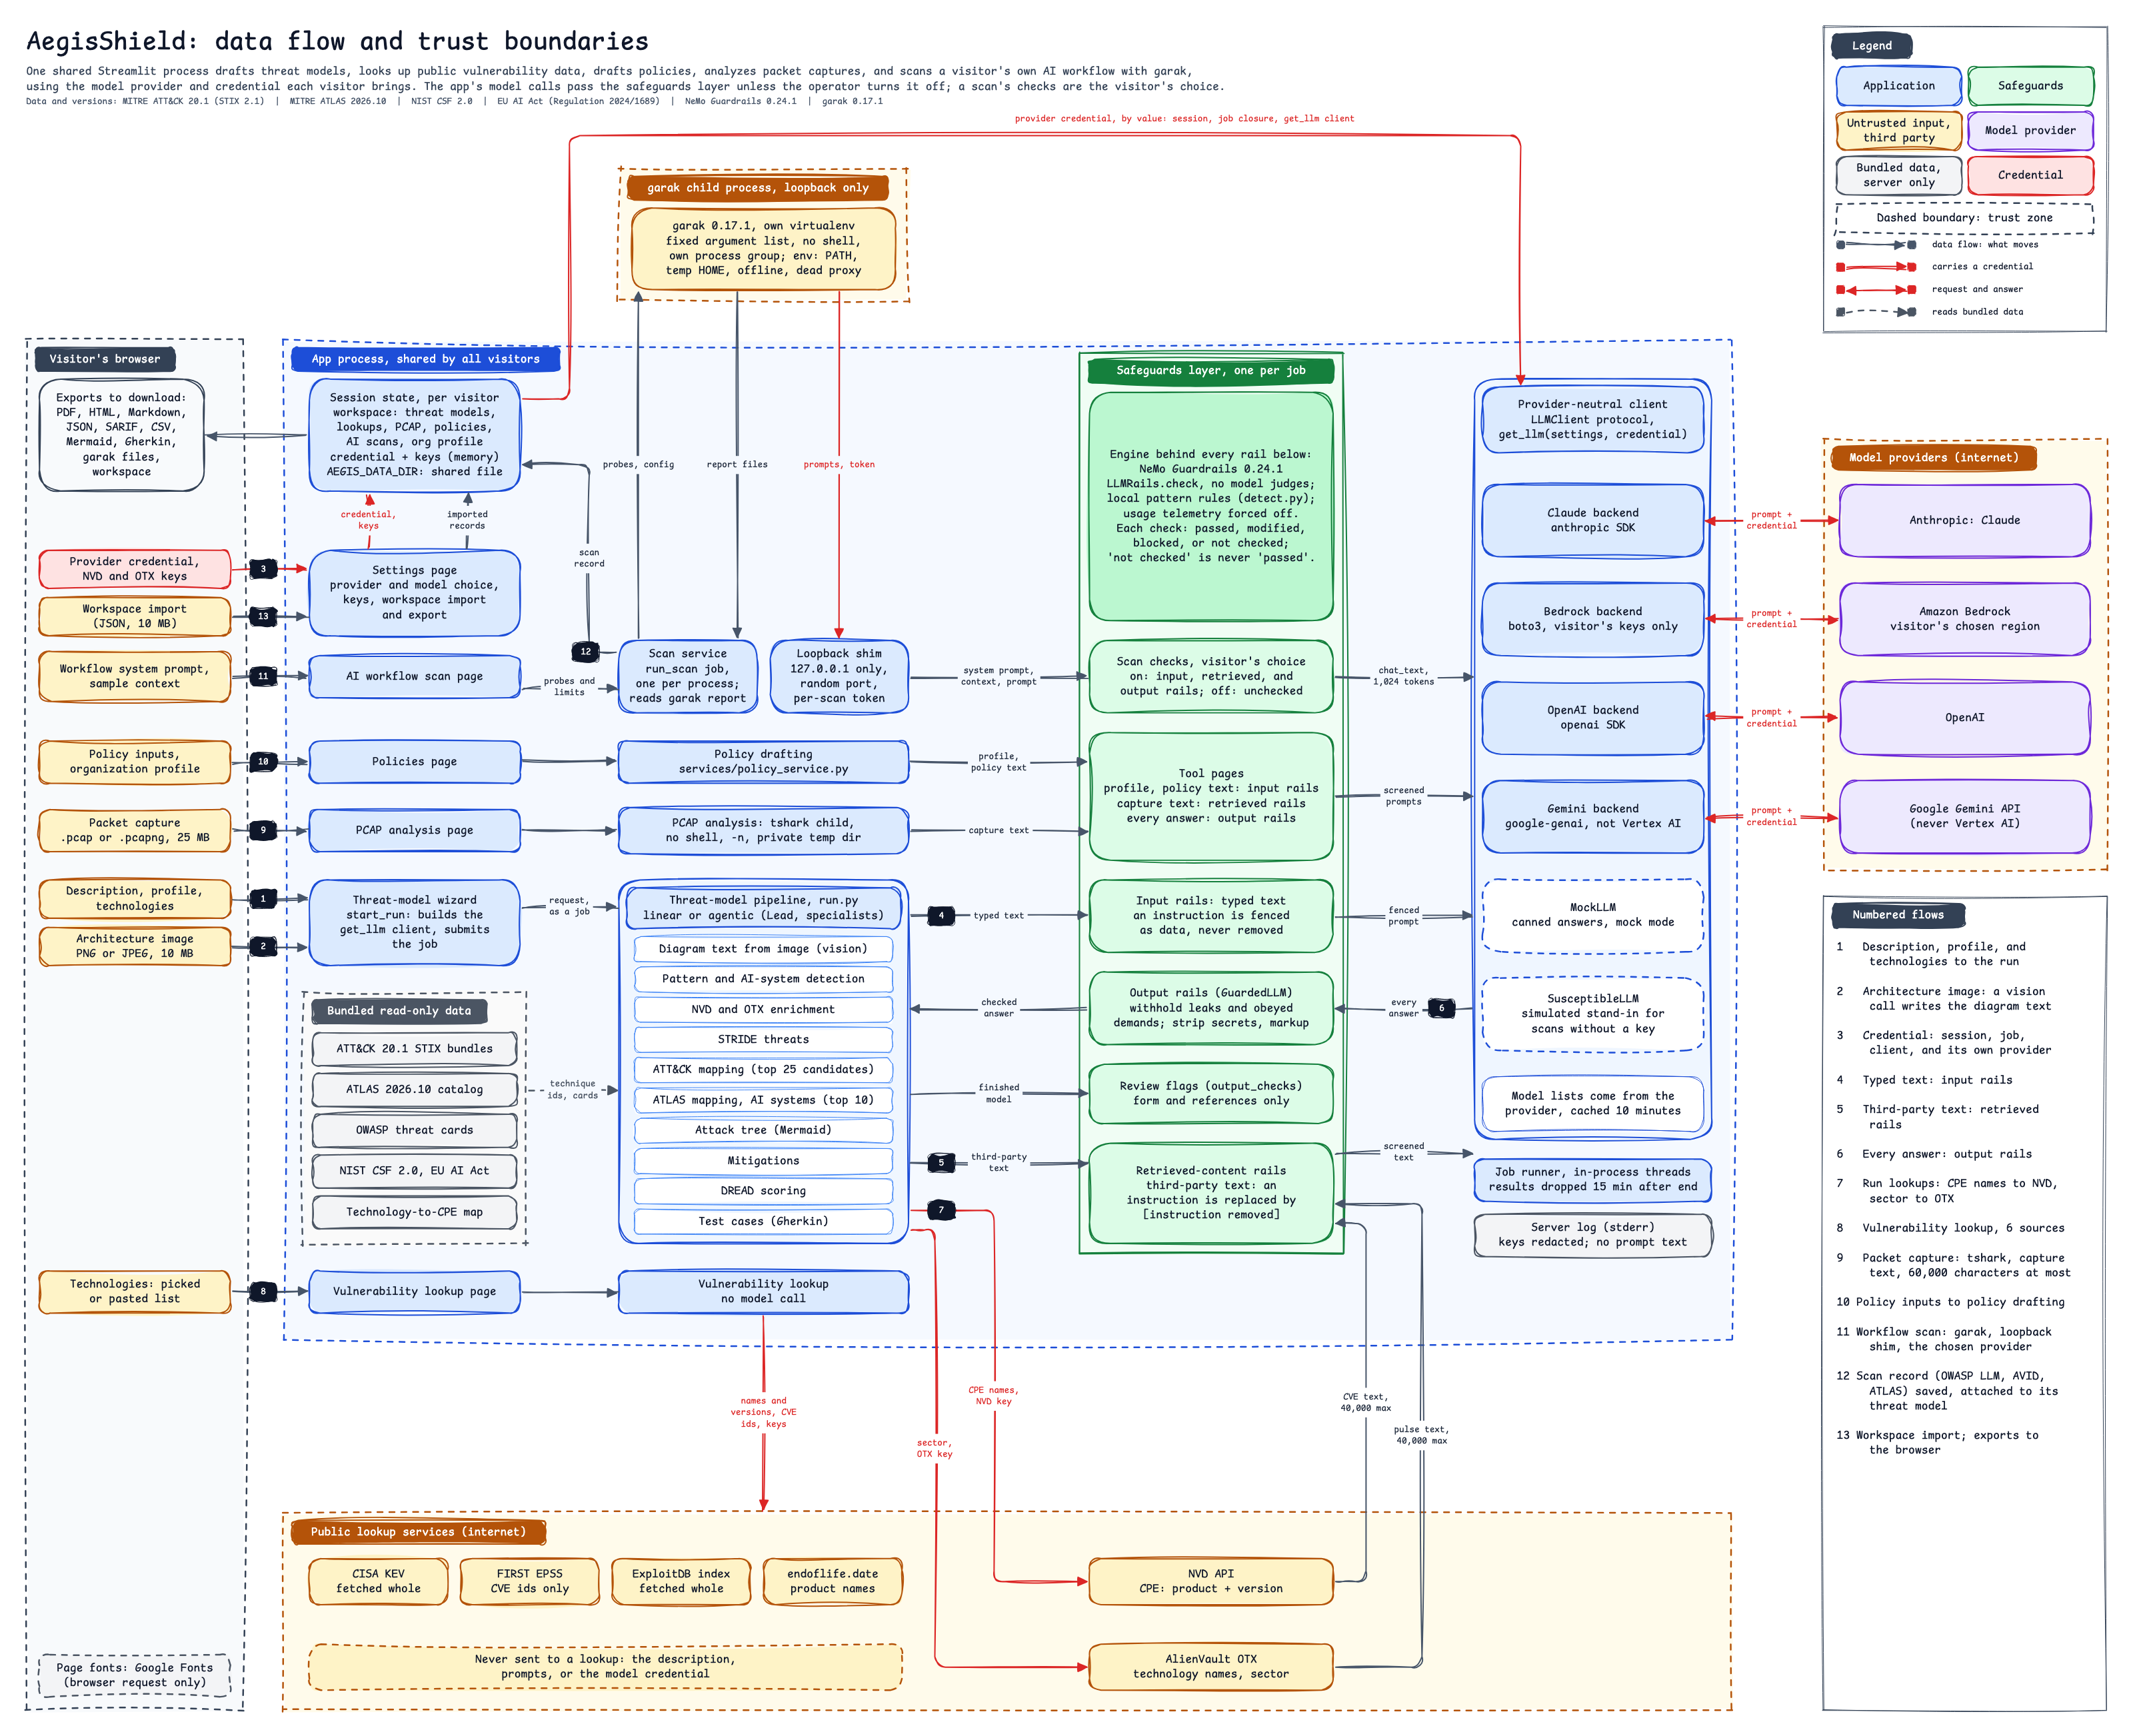 AegisShield: data flow and trust boundaries
One shared Streamlit process drafts threat models, looks up public vulnerability data, drafts policies, analyzes packet captures, and scans a visitor's own AI workflow with garak,
using the model provider and credential each visitor brings. The app's model calls pass the safeguards layer unless the operator turns it off; a scan's checks are the visitor's choice.
Data and versions: MITRE ATT&CK 20.1 (STIX 2.1) | MITRE ATLAS 2026.10 | NIST CSF 2.0 | EU AI Act (Regulation 2024/1689) | NeMo Guardrails 0.24.1 | garak 0.17.1
Legend
Application
Safeguards
Untrusted input,
third party
Model provider
Bundled data,
server only
Credential
Dashed boundary: trust zone
data flow: what moves
carries a credential
request and answer
reads bundled data
provider credential, by value: session, job closure, get_llm client
garak child process, loopback only
garak 0.17.1, own virtualenv
fixed argument list, no shell,
own process group; env: PATH,
temp HOME, offline, dead proxy
probes, config
report files
prompts, token
Visitor's browser
Exports to download:
PDF, HTML, Markdown,
JSON, SARIF, CSV,
Mermaid, Gherkin,
garak files,
workspace
Provider credential,
NVD and OTX keys
Workspace import
(JSON, 10 MB)
Workflow system prompt,
sample context
Policy inputs,
organization profile
Packet capture
.pcap or .pcapng, 25 MB
Description, profile,
technologies
Architecture image
PNG or JPEG, 10 MB
Technologies: picked
or pasted list
Page fonts: Google Fonts
(browser request only)
3
13
11
10
9
1
2
8
App process, shared by all visitors
Session state, per visitor
workspace: threat models,
lookups, PCAP, policies,
AI scans, org profile
credential + keys (memory)
AEGIS_DATA_DIR: shared file
credential,
keys
imported
records
Settings page
provider and model choice,
keys, workspace import
and export
scan
record
12
AI workflow scan page
probes and
limits
Scan service
run_scan job,
one per process;
reads garak report
Loopback shim
127.0.0.1 only,
random port,
per-scan token
system prompt,
context, prompt
Policies page
Policy drafting
services/policy_service.py
profile,
policy text
PCAP analysis page
PCAP analysis: tshark child,
no shell, -n, private temp dir
capture text
Threat-model wizard
start_run: builds the
get_llm client, submits
the job
request,
as a job
Threat-model pipeline, run.py
linear or agentic (Lead, specialists)
Diagram text from image (vision)
Pattern and AI-system detection
NVD and OTX enrichment
STRIDE threats
ATT&CK mapping (top 25 candidates)
ATLAS mapping, AI systems (top 10)
Attack tree (Mermaid)
Mitigations
DREAD scoring
Test cases (Gherkin)
4
typed text
checked
answer
finished
model
5
third-party
text
7
Bundled read-only data
ATT&CK 20.1 STIX bundles
ATLAS 2026.10 catalog
OWASP threat cards
NIST CSF 2.0, EU AI Act
Technology-to-CPE map
technique
ids, cards
Vulnerability lookup page
Vulnerability lookup
no model call
Safeguards layer, one per job
Engine behind every rail below:
NeMo Guardrails 0.24.1
LLMRails.check, no model judges;
local pattern rules (detect.py);
usage telemetry forced off.
Each check: passed, modified,
blocked, or not checked;
'not checked' is never 'passed'.
Scan checks, visitor's choice
on: input, retrieved, and
output rails; off: unchecked
Tool pages
profile, policy text: input rails
capture text: retrieved rails
every answer: output rails
Input rails: typed text
an instruction is fenced
as data, never removed
Output rails (GuardedLLM)
withhold leaks and obeyed
demands; strip secrets, markup
Review flags (output_checks)
form and references only
Retrieved-content rails
third-party text: an
instruction is replaced by
[instruction removed]
chat_text,
1,024 tokens
screened
prompts
fenced
prompt
every
answer
6
screened
text
Provider-neutral client
LLMClient protocol,
get_llm(settings, credential)
Claude backend
anthropic SDK
Bedrock backend
boto3, visitor's keys only
OpenAI backend
openai SDK
Gemini backend
google-genai, not Vertex AI
MockLLM
canned answers, mock mode
SusceptibleLLM
simulated stand-in for
scans without a key
Model lists come from the
provider, cached 10 minutes
Job runner, in-process threads
results dropped 15 min after end
Server log (stderr)
keys redacted; no prompt text
prompt +
credential
prompt +
credential
prompt +
credential
prompt +
credential
Model providers (internet)
Anthropic: Claude
Amazon Bedrock
visitor's chosen region
OpenAI
Google Gemini API
(never Vertex AI)
Numbered flows
1 Description, profile, and
technologies to the run
2 Architecture image: a vision
call writes the diagram text
3 Credential: session, job,
client, and its own provider
4 Typed text: input rails
5 Third-party text: retrieved
rails
6 Every answer: output rails
7 Run lookups: CPE names to NVD,
sector to OTX
8 Vulnerability lookup, 6 sources
9 Packet capture: tshark, capture
text, 60,000 characters at most
10 Policy inputs to policy drafting
11 Workflow scan: garak, loopback
shim, the chosen provider
12 Scan record (OWASP LLM, AVID,
ATLAS) saved, attached to its
threat model
13 Workspace import; exports to
the browser
names and
versions, CVE
ids, keys
sector,
OTX key
CPE names,
NVD key
CVE text,
40,000 max
pulse text,
40,000 max
Public lookup services (internet)
CISA KEV
fetched whole
FIRST EPSS
CVE ids only
ExploitDB index
fetched whole
endoflife.date
product names
NVD API
CPE: product + version
Never sent to a lookup: the description,
prompts, or the model credential
AlienVault OTX
technology names, sector